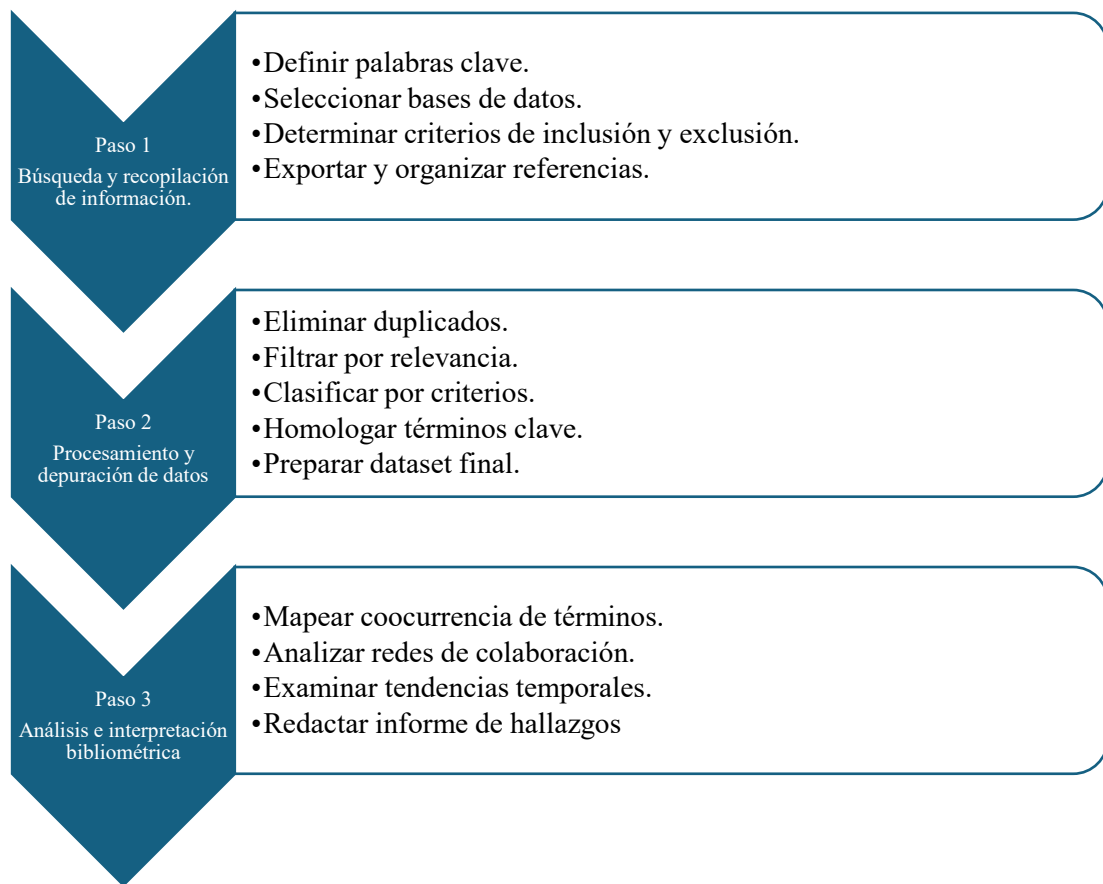 Paso 1
Búsqueda y recopilación
de información.
•Definir palabras clave.
•Seleccionar bases de datos.
•Determinar criterios de inclusión y exclusión.
•Exportar y organizar referencias.
Paso 2
Procesamiento y
depuración de datos
•Eliminar duplicados.
•Filtrar por relevancia.
•Clasificar por criterios.
•Homologar términos clave.
•Preparar dataset final.
Paso 3
Análisis e interpretación
bibliométrica
•Mapear coocurrencia de términos.
•Analizar redes de colaboración.
•Examinar tendencias temporales.
•Redactar informe de hallazgos